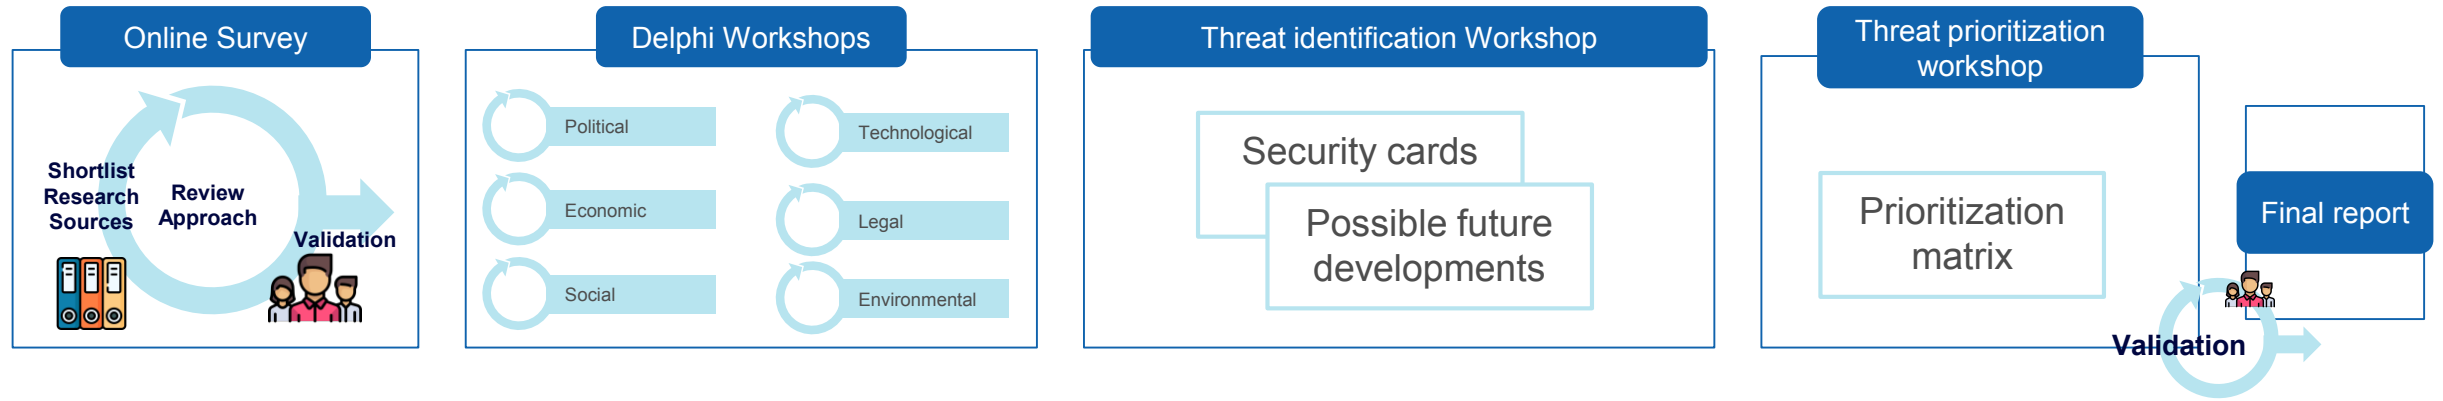 Online Survey
Shortlist
Research
Sources
Review
Approach
Validation
Delphi Workshops
Political
Economic
Social
Technological
Legal
Environmental
Threat identification Workshop
Security cards
Possible future
developments
Threat prioritization
workshop
Prioritization
matrix
Validation
Final report